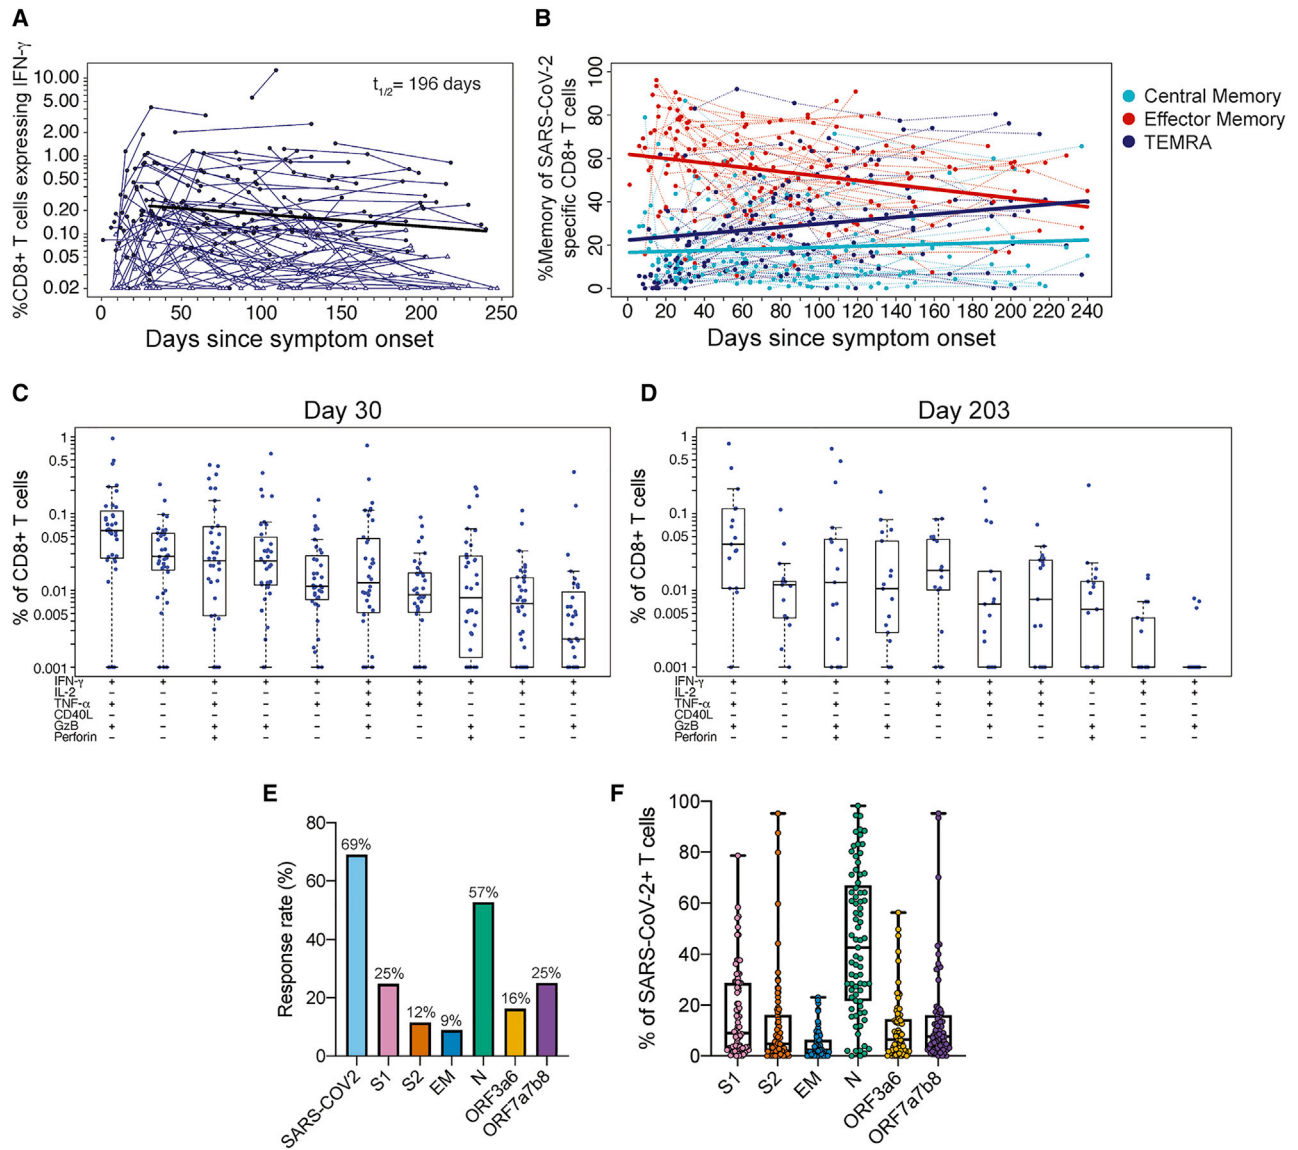 A
%CD8+ T cells expressing IFN-γ
10.00
5.00
2.00
1.00
0.50
0.20
0.10
0.05
0.02
t1/2= 196 days
0 50 100 150 200 250
Days since symptom onset
B
%Memory of SARS-CoV-2
specific CD8+ T cells
100
80
60
40
20
0
0 20 40 60 80 100 120 140 160 180 200 220 240
Days since symptom onset
Central Memory
Effector Memory
TEMRA
C
Day 30
% of CD8+ T cells
1
0.5
0.1
0.05
0.01
0.005
0.001
IFN-γ + + + + + + + + + +
IL-2 − − − − − + + − + +
TNF-α + − + − + + + − − −
CD40L
GzB + − + + − + − + − +
Perforin − − + − − − − + − −
D
Day 203
% of CD8+ T cells
1
0.5
0.1
0.05
0.01
0.005
0.001
IFN-γ + + + + + + + + + +
IL-2 − − − − − + + − + +
TNF-α + − + − + + + − − −
CD40L
GzB + − + + − + − + − +
Perforin − − + − − − − + − −
E
Response rate (%)
80
60
40
20
0
69%
25%
12%
9%
57%
16%
25%
SARS-COV2
S1
S2
EM
N
ORF3a6
ORF7a7b8
F
% of SARS-CoV-2+ T cells
100
80
60
40
20
0
S1
S2
EM
N
ORF3a6
ORF7a7b8